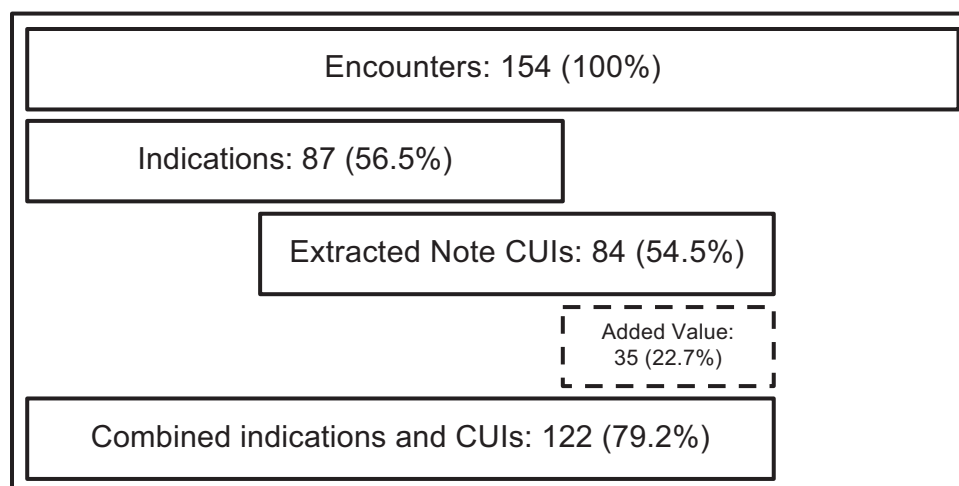 Encounters: 154 (100%)
Indications: 87 (56.5%)
Extracted Note CUIs: 84 (54.5%)
Added Value:
35 (22.7%)
Combined indications and CUIs: 122 (79.2%)